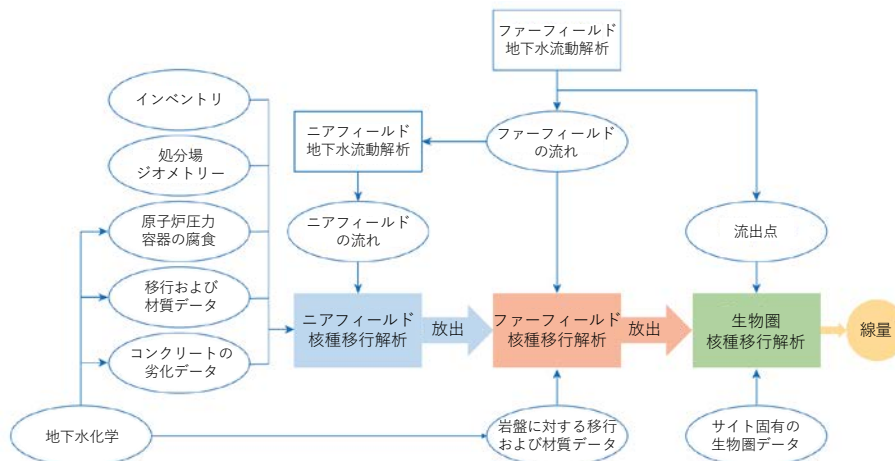 ファーフィールド
地下水流動解析
インベントリ
ニアフィールド
地下水流動解析
ファーフィールド
の流れ
処分場
ジオメトリー
原子炉圧力
容器の腐食
ニアフィールド
の流れ
流出点
移行および
材質データ
ニアフィールド
核種移行解析
放出
ファーフィールド
核種移行解析
放出
生物圏
核種移行解析
線量
コンクリートの
劣化データ
地下水化学
岩盤に対する移行
および材質データ
サイト固有の
生物圏データ